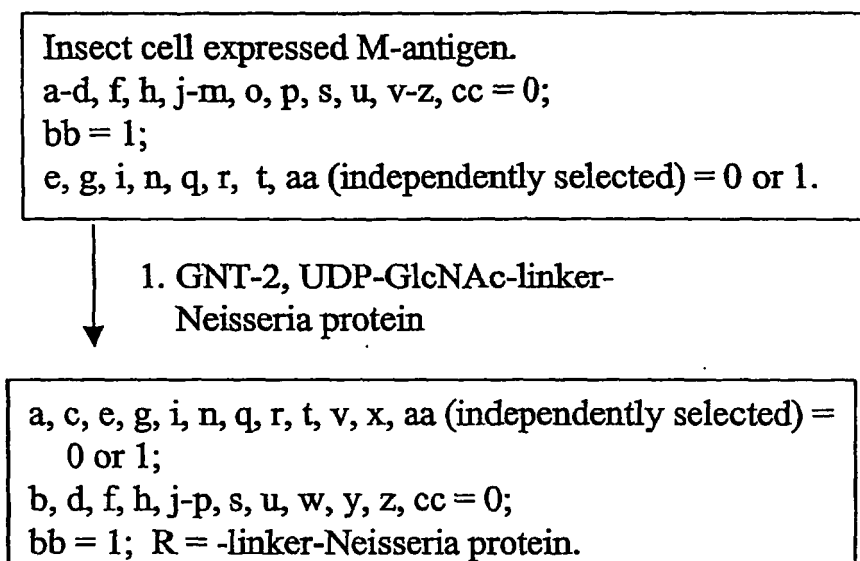 Insect cell expressed M-antigen.
a-d, f, h, j-m, o, p, s, u, v-z, cc = 0;
bb = 1;
e, g, i, n, q, r, t, aa (independently selected) = 0 or 1.
1. GNT-2, UDP-GlcNAc-linker-
Neisseria protein
a, c, e, g, i, n, q, r, t, v, x, aa (independently selected) =
0 or 1;
b, d, f, h, j-p, s, u, w, y, z, cc = 0;
bb = 1; R = -linker-Neisseria protein.